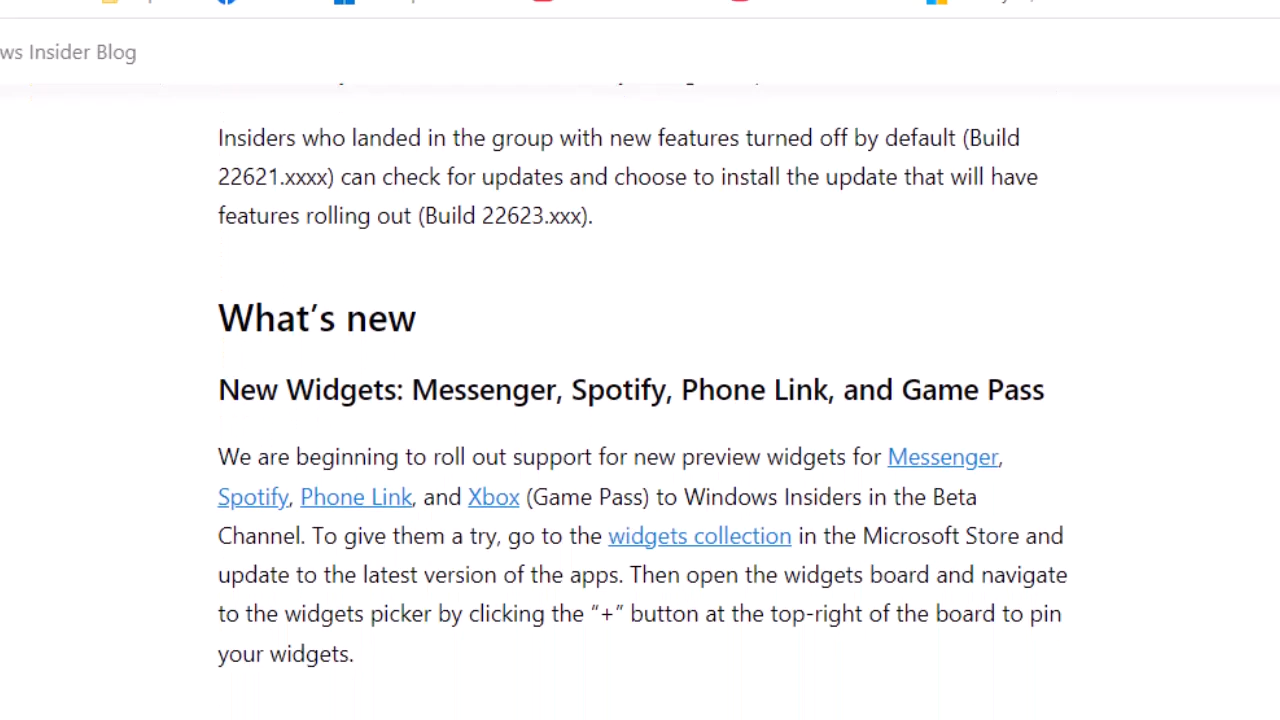 ws Insider Blog
Insiders who landed in the group with new features turned off by default (Build
22621.xxxx) can check for updates and choose to install the update that will have
features rolling out (Build 22623.xxx).
What’s new
New Widgets: Messenger, Spotify, Phone Link, and Game Pass
We are beginning to roll out support for new preview widgets for Messenger,
Spotify, Phone Link, and Xbox (Game Pass) to Windows Insiders in the Beta
Channel. To give them a try, go to the widgets collection in the Microsoft Store and
update to the latest version of the apps. Then open the widgets board and navigate
to the widgets picker by clicking the “+” button at the top-right of the board to pin
your widgets.